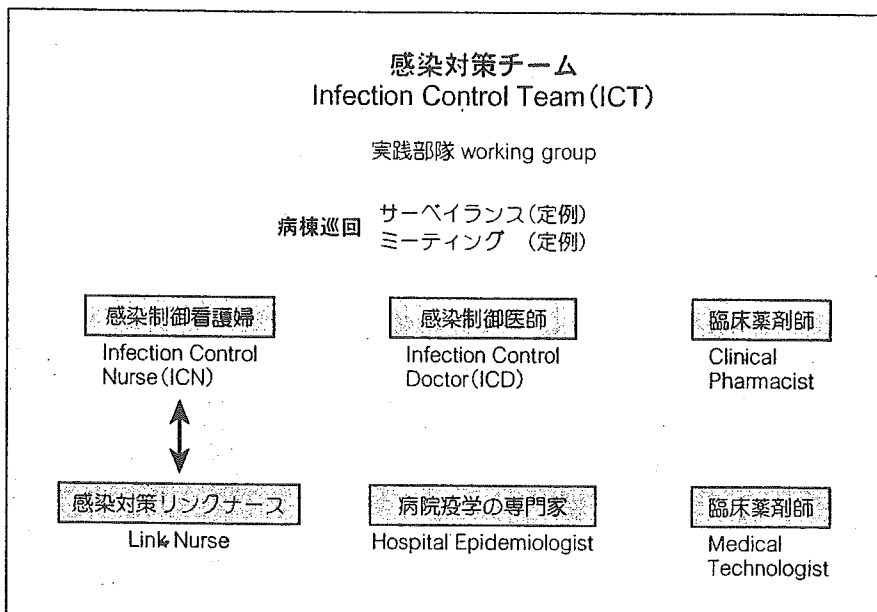 感染対策チーム
Infection Control Team(ICT)
実践部隊 working group
病棟巡回 サーベイランス(定例)
ミーティング (定例)
感染制御看護婦 感染制御医師 臨床薬剤師
Infection Control Infection Control Clinical
Nurse(ICN) Doctor(ICD) Pharmacist
感染対策リンクナース 病院疫学の専門家 臨床薬剤師
Link Nurse Hospital Epidemiologist Medical
Technologist